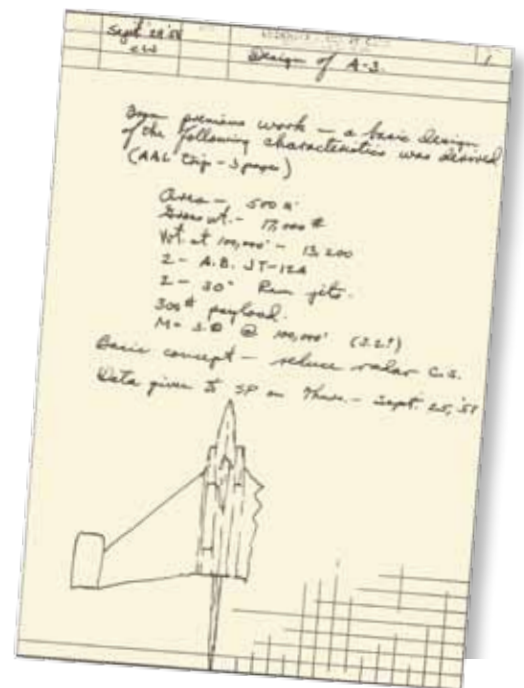 Sept 28 '58
Design of A-3.
1
From previous work — a basic design
of the following characteristics was derived
(AAL trip - 3 pages)
Area — 500 #'
Gross wt. - 17,000 #
Wt. at 100,000' - 13,200
2 - A.B. JT-12A
2 - 30" Ram jets.
300 # payload.
M = 3.0 @ 100,000' (3.2?)
Basic concept — reduce radar C.S.
Data given to SP on Thurs. - Sept. 25, '58